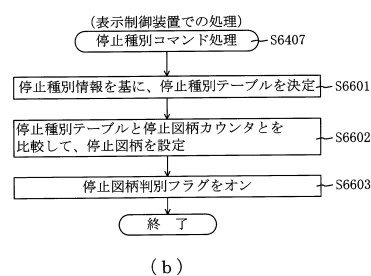 (表示制御装置での処理)
停止種別コマンド処理 S6407
停止種別情報を基に、停止種別テーブルを決定 S6601
停止種別テーブルと停止図柄カウンタとを
比較して、停止図柄を設定 S6602
停止図柄判別フラグをオン S6603
終 了
(b)